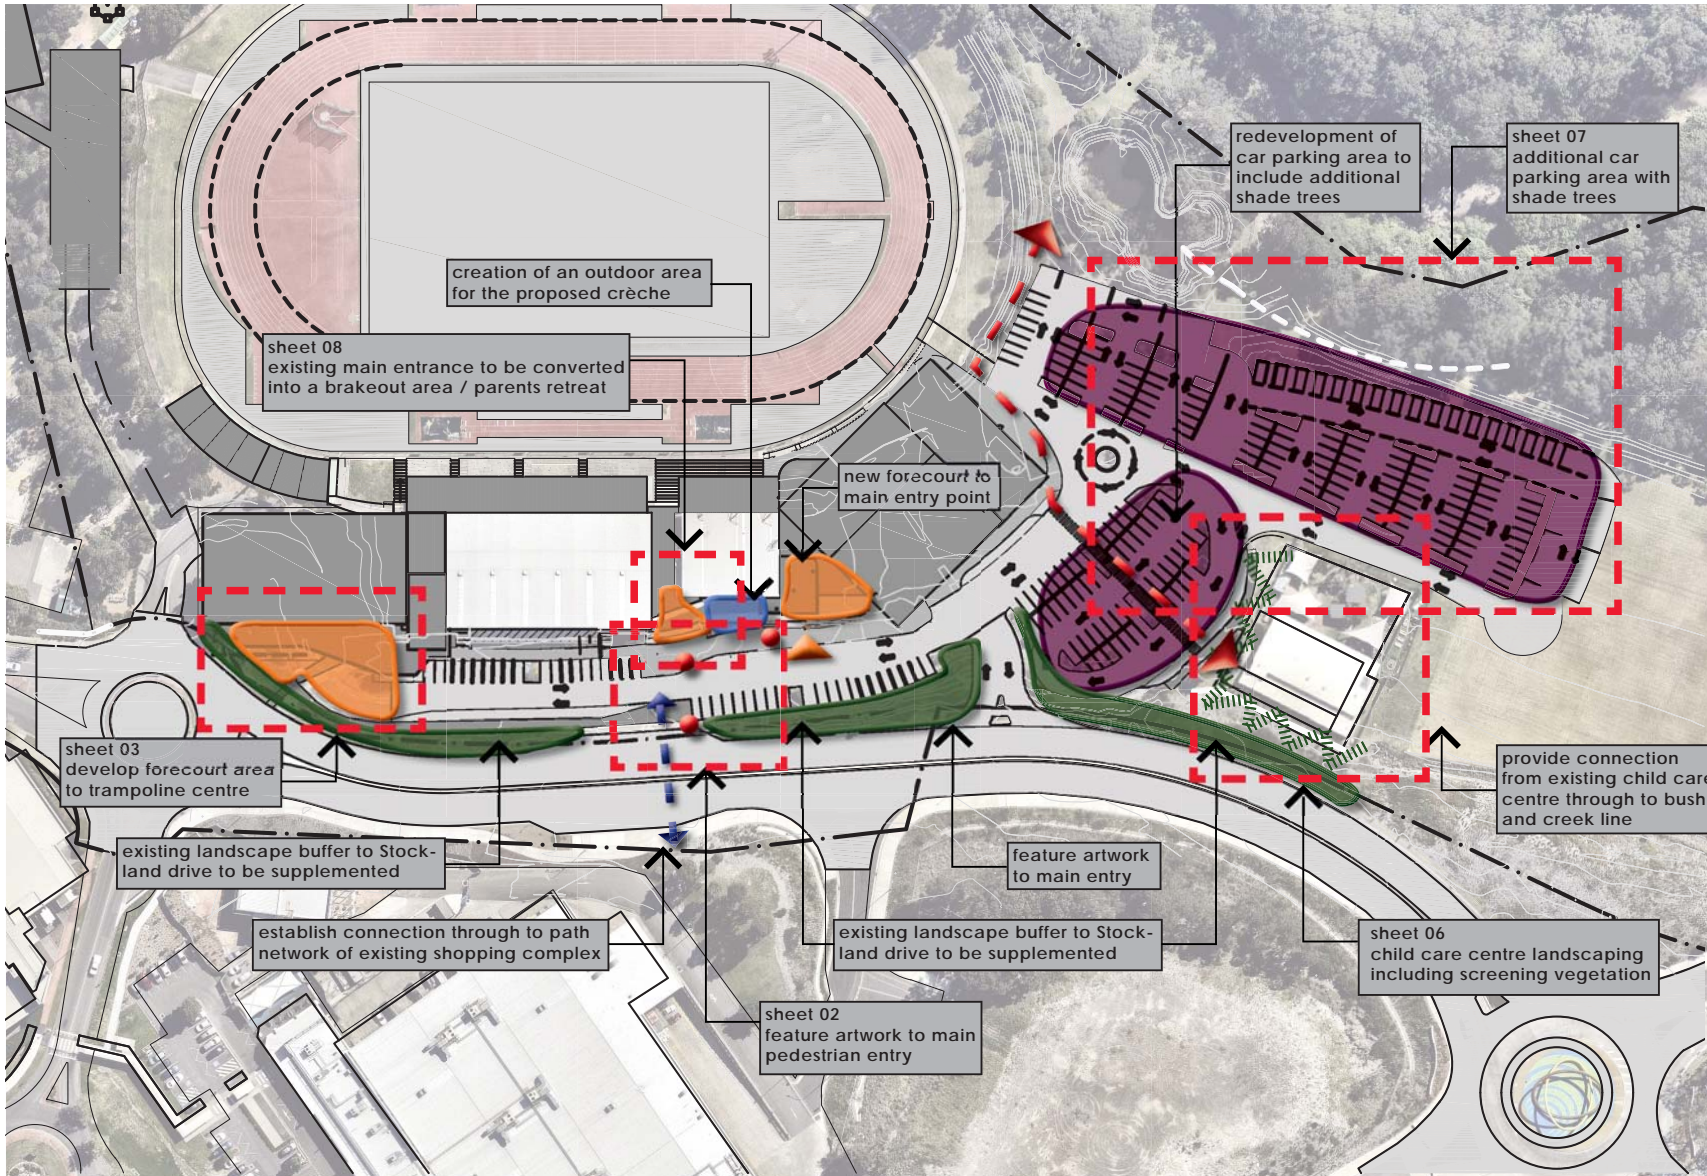 redevelopment of
car parking area to
include additional
shade trees
sheet 07
additional car
parking area with
shade trees
creation of an outdoor area
for the proposed crèche
sheet 08
existing main entrance to be converted
into a brakeout area / parents retreat
new forecourt to
main entry point
sheet 03
develop forecourt area
to trampoline centre
provide connection
from existing child care
centre through to bush
and creek line
existing landscape buffer to Stock-
land drive to be supplemented
feature artwork
to main entry
establish connection through to path
network of existing shopping complex
existing landscape buffer to Stock-
land drive to be supplemented
sheet 06
child care centre landscaping
including screening vegetation
sheet 02
feature artwork to main
pedestrian entry